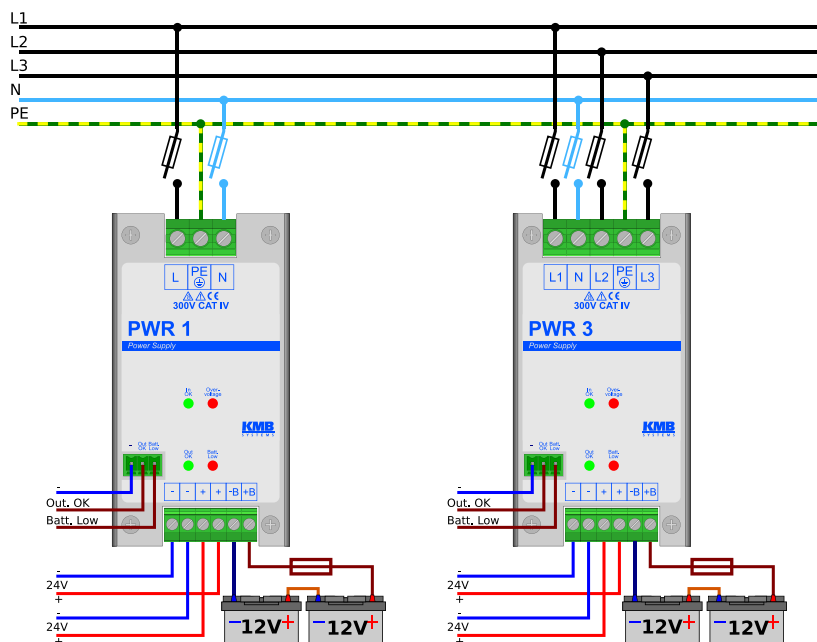 L1
L2
L3
N
PE
L PE N
300V CAT IV
PWR 1
Power Supply
In OK
Over-voltage
KMB
SYSTEMS
- Out OK Batt. Low
Out OK
Batt. Low
- - + + -B +B
-
Out. OK
Batt. Low
-
24V
+
-
24V
+
- 12V +
- 12V +
L1 N L2 PE L3
300V CAT IV
PWR 3
Power Supply
In OK
Over-voltage
KMB
SYSTEMS
- Out OK Batt. Low
Out OK
Batt. Low
- - + + -B +B
-
Out. OK
Batt. Low
-
24V
+
-
24V
+
- 12V +
- 12V +